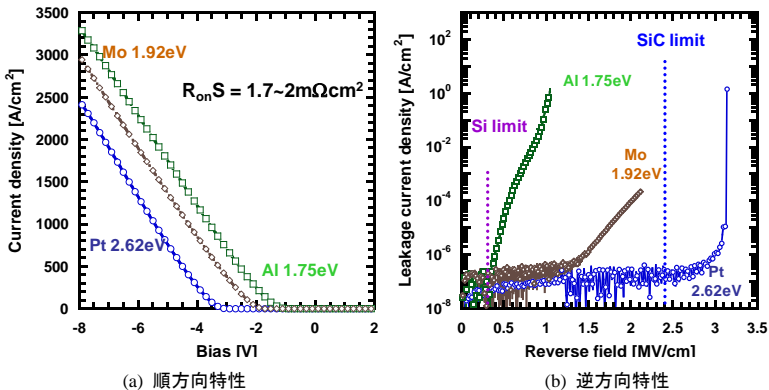 3500
3000
2500
2000
1500
1000
500
0
-8
-6
-4
-2
0
2
Current density [A/cm²]
Bias [V]
Mo 1.92eV
RonS = 1.7~2mΩcm²
Pt 2.62eV
Al 1.75eV
(a) 順方向特性
10²
10⁰
10⁻²
10⁻⁴
10⁻⁶
10⁻⁸
0
0.5
1
1.5
2
2.5
3
3.5
Leakage current density [A/cm²]
Reverse field [MV/cm]
SiC limit
Al 1.75eV
Si limit
Mo
1.92eV
Pt
2.62eV
(b) 逆方向特性